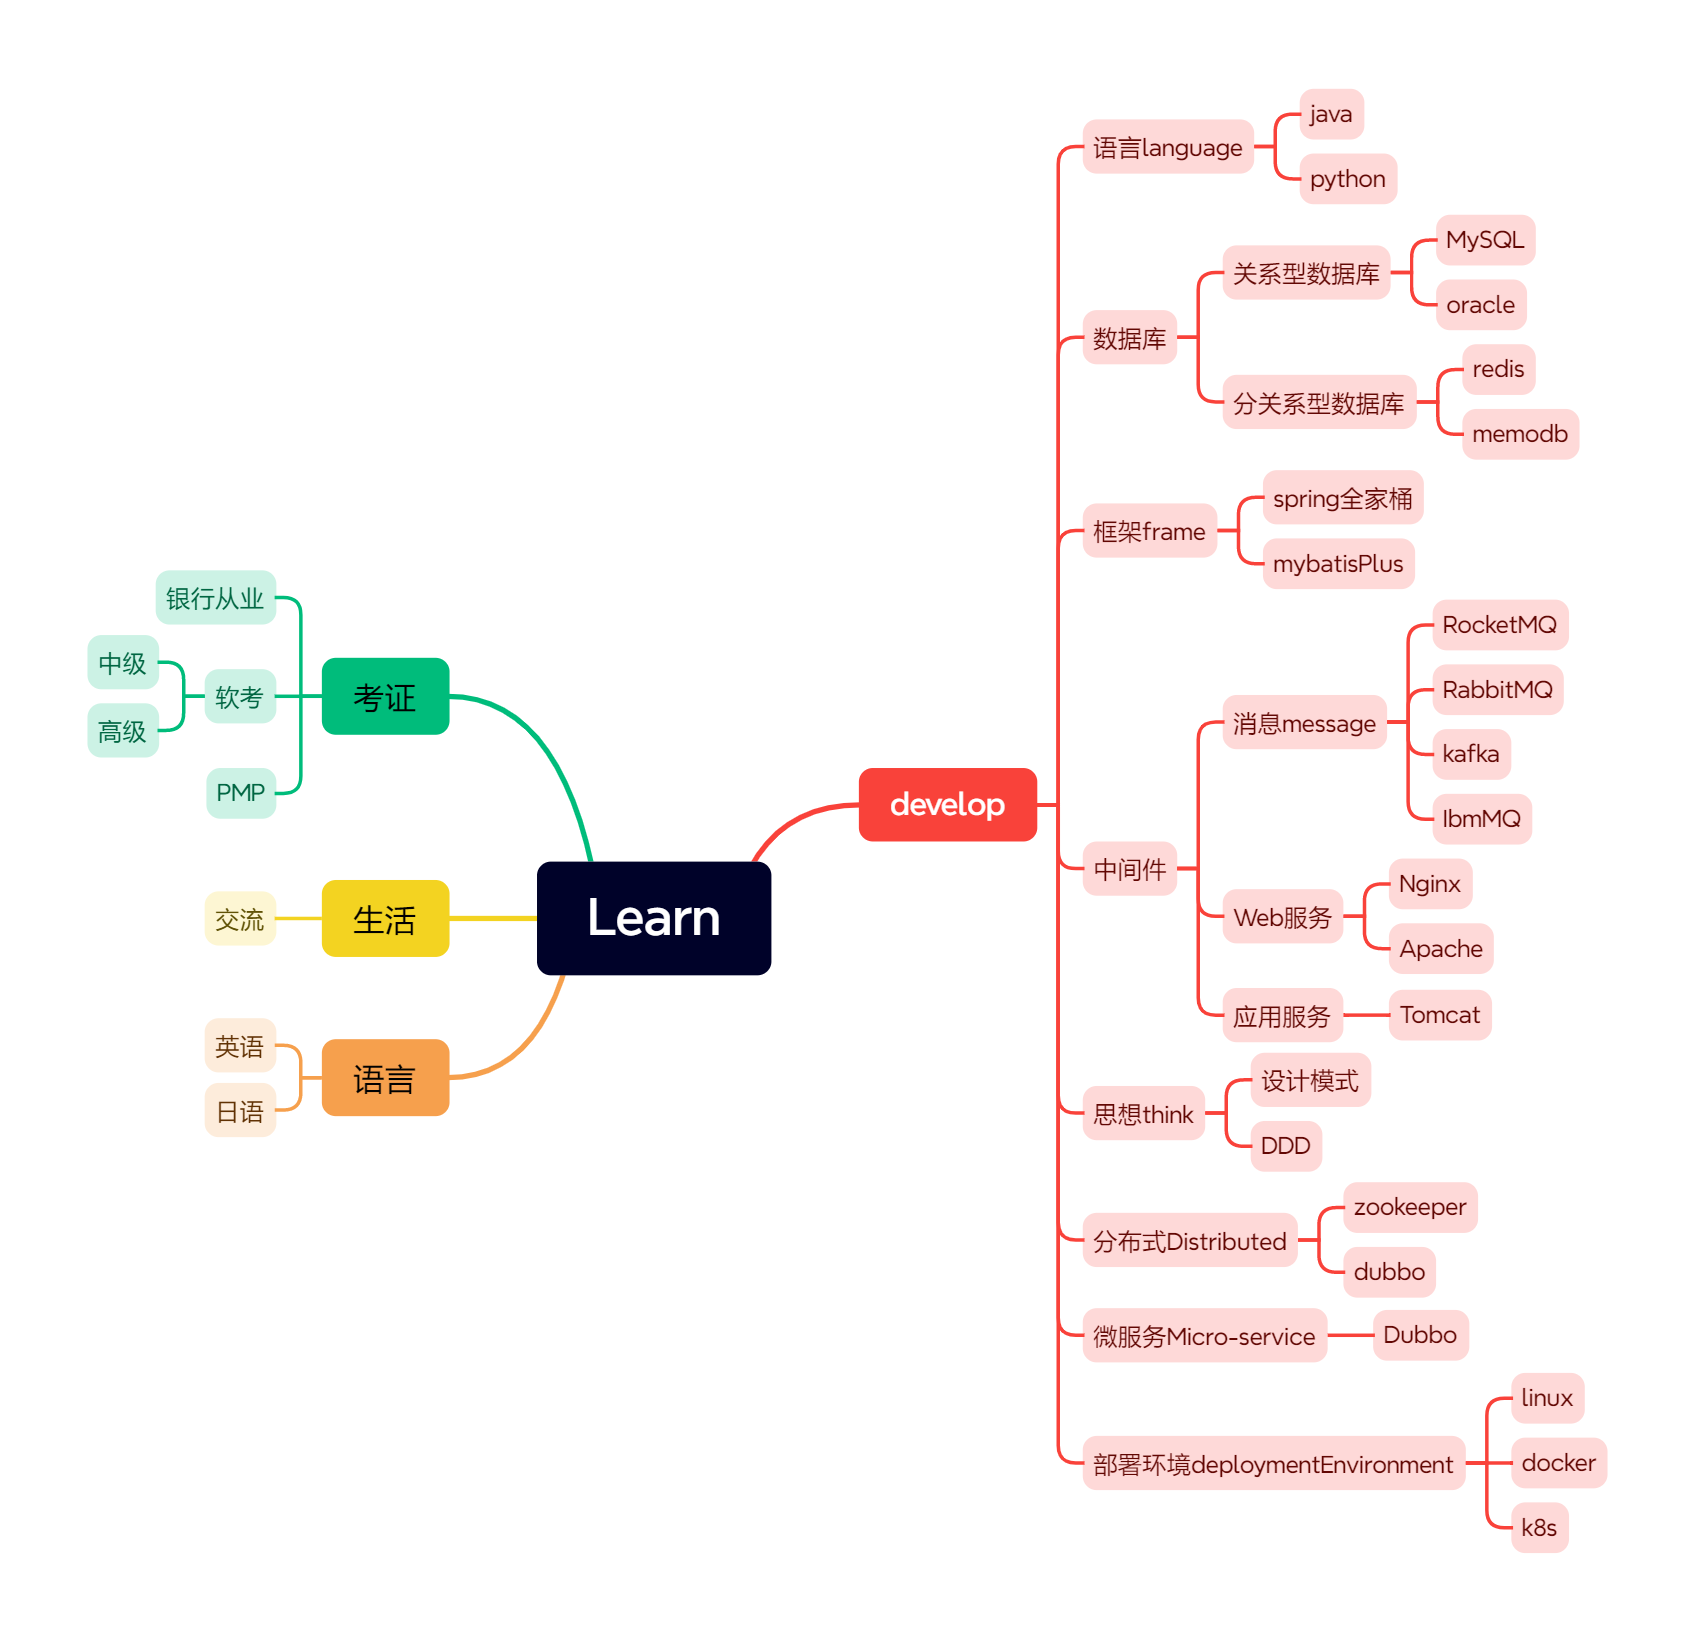 Learn
develop
语言language
java
python
数据库
关系型数据库
MySQL
oracle
分关系型数据库
redis
memodb
框架frame
spring全家桶
mybatisPlus
中间件
消息message
RocketMQ
RabbitMQ
kafka
IbmMQ
Web服务
Nginx
Apache
应用服务
Tomcat
思想think
设计模式
DDD
分布式Distributed
zookeeper
dubbo
微服务Micro-service
Dubbo
部署环境deploymentEnvironment
linux
docker
k8s
考证
银行从业
软考
中级
高级
PMP
生活
交流
语言
英语
日语